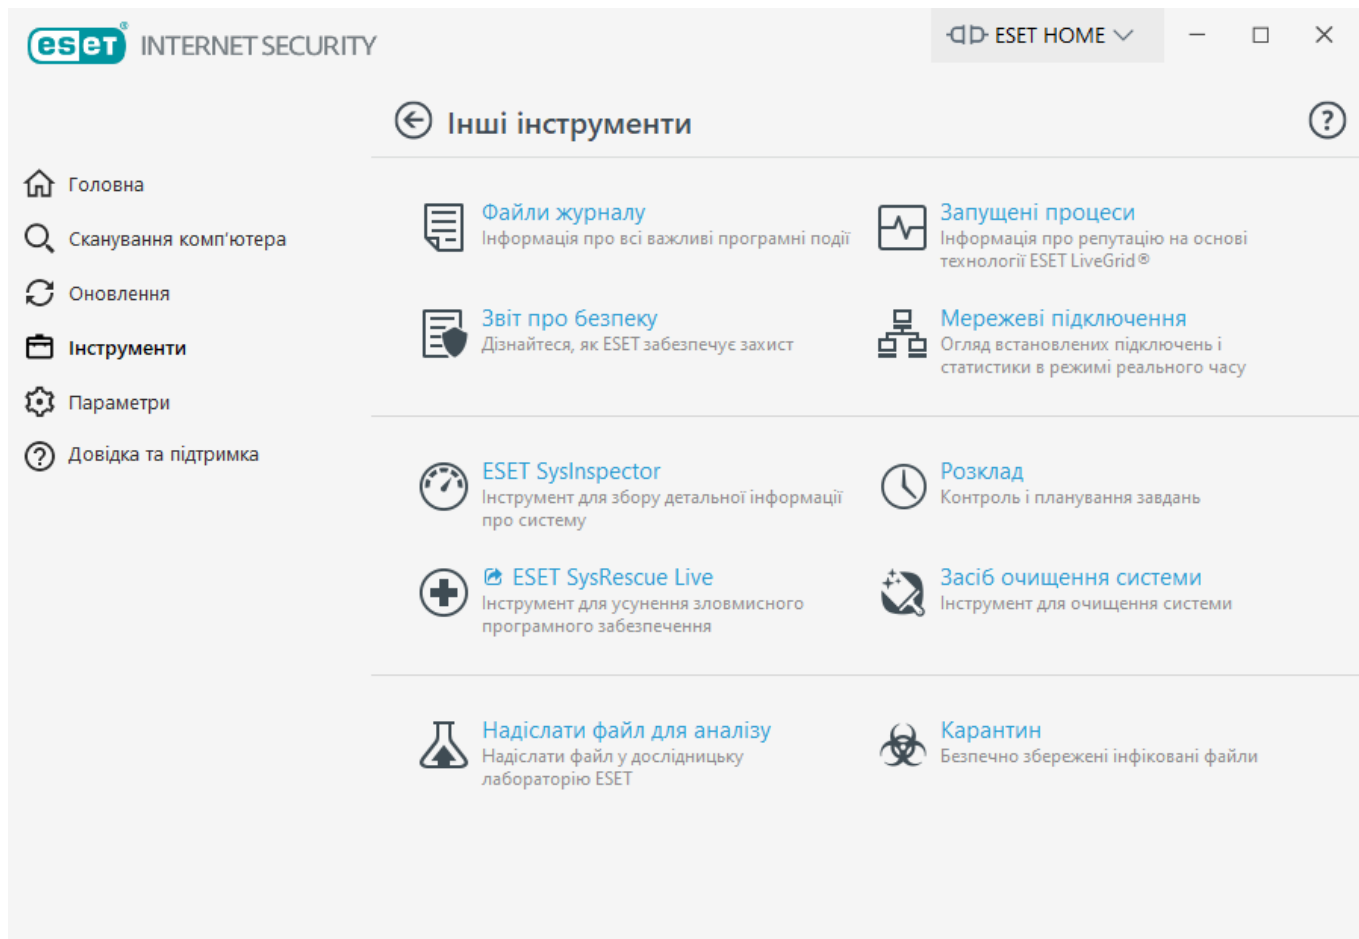 eset® INTERNET SECURITY
ESET HOME
Інші інструменти
Головна
Сканування комп'ютера
Оновлення
Інструменти
Параметри
Довідка та підтримка
Файли журналу
Інформація про всі важливі програмні події
Запущені процеси
Інформація про репутацію на основі
технології ESET LiveGrid®
Звіт про безпеку
Дізнайтеся, як ESET забезпечує захист
Мережеві підключення
Огляд встановлених підключень і
статистики в режимі реального часу
ESET SysInspector
Інструмент для збору детальної інформації
про систему
Розклад
Контроль і планування завдань
ESET SysRescue Live
Інструмент для усунення зловмисного
програмного забезпечення
Засіб очищення системи
Інструмент для очищення системи
Надіслати файл для аналізу
Надіслати файл у дослідницьку
лабораторію ESET
Карантин
Безпечно збережені інфіковані файли